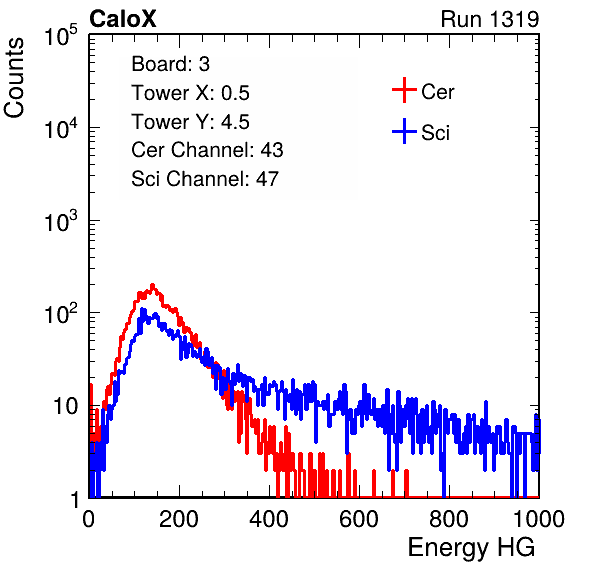 CaloX Run 1319
Counts
10^5
10^4
10^3
10^2
10
1
Board: 3
Tower X: 0.5
Tower Y: 4.5
Cer Channel: 43
Sci Channel: 47
Cer
Sci
0 200 400 600 800 1000
Energy HG